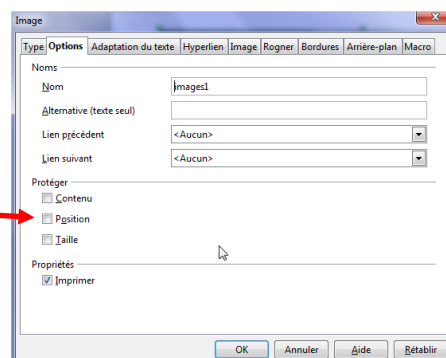 Image
Type Options Adaptation du texte Hyperlien Image Rogner Bordures Arrière-plan Macro
Noms
Nom images1
Alternative (texte seul)
Lien précédent <Aucun>
Lien suivant <Aucun>
Protéger
Contenu
Position
Taille
Propriétés
Imprimer
OK Annuler Aide Rétablir